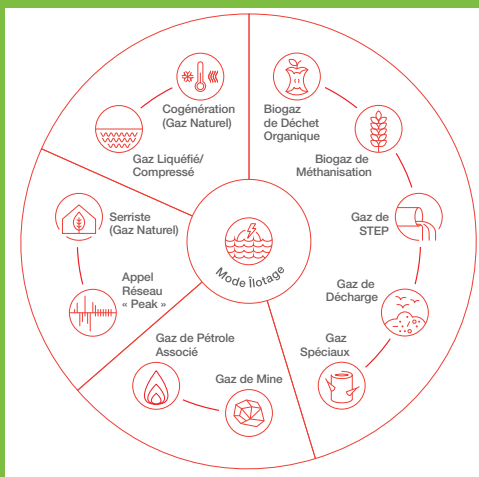 Cogénération
(Gaz Naturel)
Gaz Liquéfié/
Compressé
Biogaz
de Déchet
Organique
Biogaz de
Méthanisation
Gaz de
STEP
Gaz de
Décharge
Gaz
Spéciaux
Gaz de Mine
Gaz de Pétrole
Associé
Appel
Réseau
« Peak »
Serriste
(Gaz Naturel)
Mode Îlotage